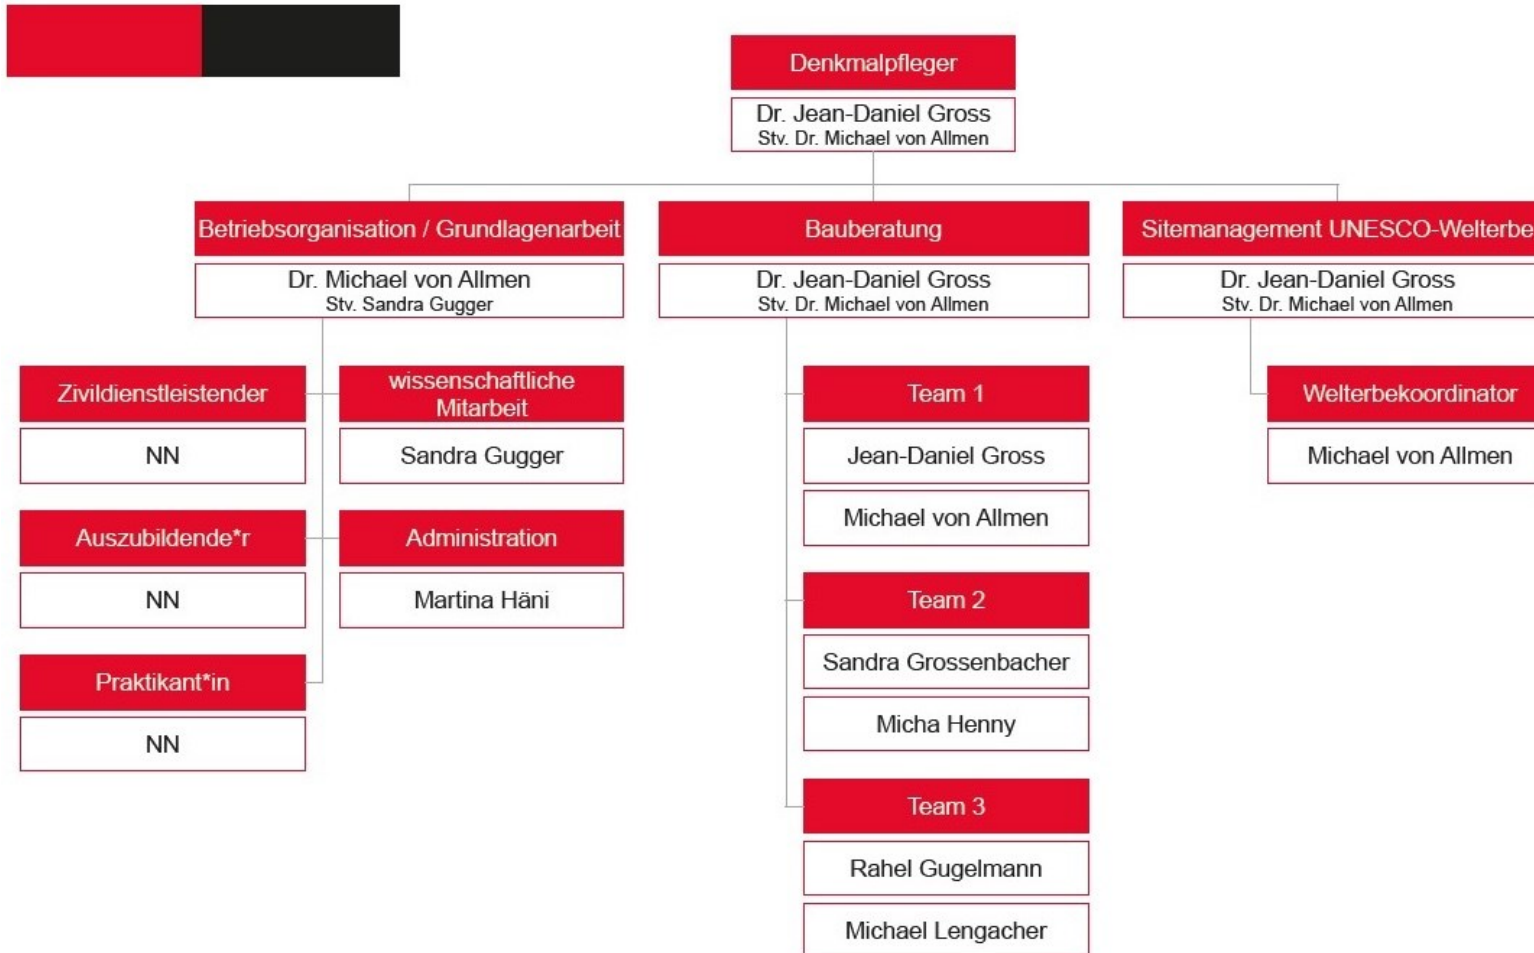 Denkmalpfleger
Dr. Jean-Daniel Gross
Stv. Dr. Michael von Allmen
Betriebsorganisation / Grundlagenarbeit
Dr. Michael von Allmen
Stv. Sandra Gugger
Zivildienstleistender
NN
wissenschaftliche
Mitarbeit
Sandra Gugger
Auszubildende*r
NN
Administration
Martina Häni
Praktikant*in
NN
Bauberatung
Dr. Jean-Daniel Gross
Stv. Dr. Michael von Allmen
Team 1
Jean-Daniel Gross
Michael von Allmen
Team 2
Sandra Grossenbacher
Micha Henny
Team 3
Rahel Gugelmann
Michael Lengacher
Sitemanagement UNESCO-Welterbe
Dr. Jean-Daniel Gross
Stv. Dr. Michael von Allmen
Welterbekoordinator
Michael von Allmen